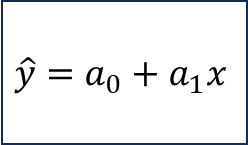 ŷ = a₀ + a₁x